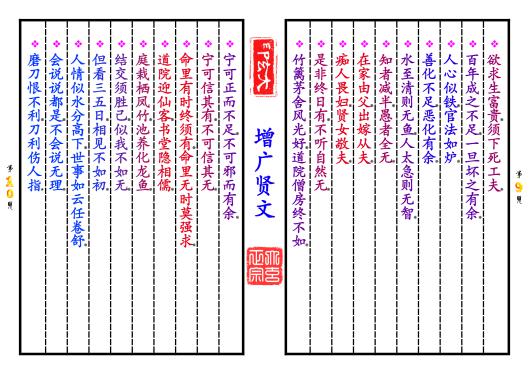 第9页
欲求生富贵须下死工夫。
百年成之不足一旦坏之有余。
人心似铁官法如炉。
善化不足恶化有余。
水至清则无鱼人太急则无智。
知者减半愚者全无。
在家由父出嫁从夫。
痴人畏妇贤女敬夫。
是非终日有不听自然无。
竹篱茅舍风光好道院僧房终不如。
增广贤文
宁可正而不足不可邪而有余。
宁可信其有不可信其无。
命里有时终须有命里无时莫强求。
道院迎仙客书堂隐相儒。
庭栽栖凤竹池养化龙鱼。
结交须胜己似我不如无。
但看三五日相见不如初。
人情似水分高下世事如云任卷舒。
会说说都是不会说无理。
磨刀恨不利刀利伤人指。
第10页